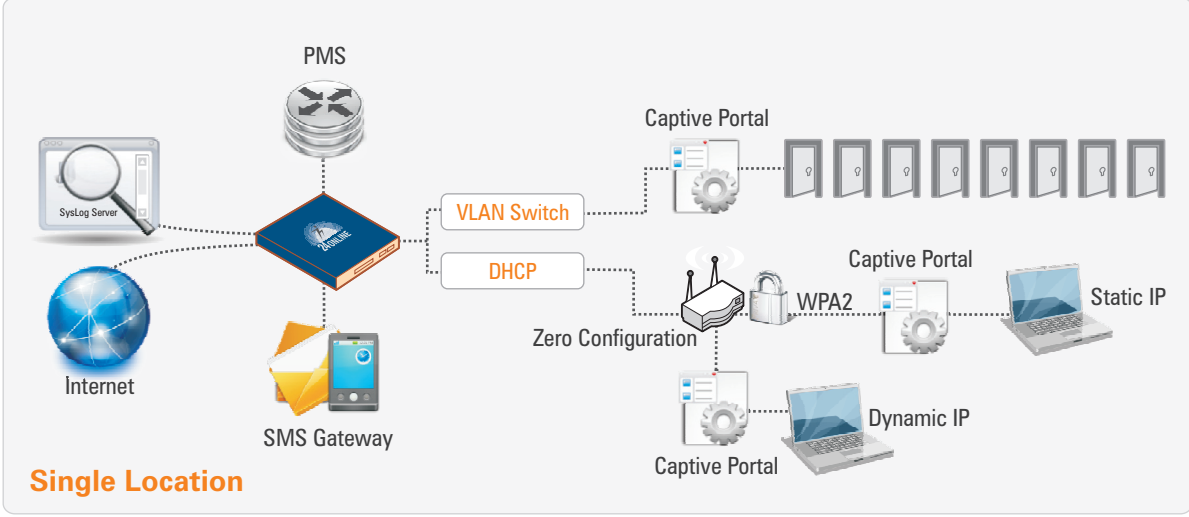 PMS
Captive Portal
SysLog Server
VLAN Switch
24ONLINE
DHCP
Captive Portal
WPA2
Static IP
Zero Configuration
Internet
Dynamic IP
SMS Gateway
Captive Portal
Single Location